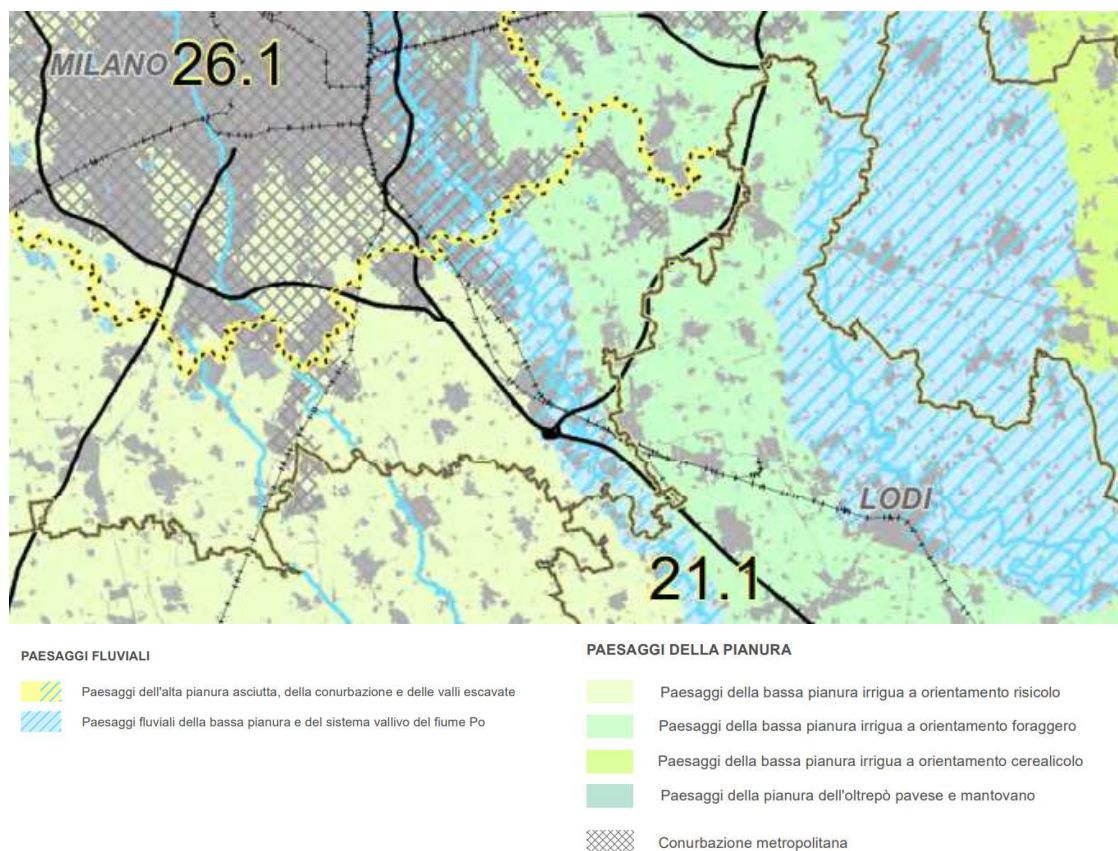 MILANO 26.1
LODI
21.1
PAESAGGI FLUVIALI
Paesaggi dell'alta pianura asciutta, della conurbazione e delle valli escavate
Paesaggi fluviali della bassa pianura e del sistema vallivo del fiume Po
PAESAGGI DELLA PIANURA
Paesaggi della bassa pianura irrigua a orientamento risicolo
Paesaggi della bassa pianura irrigua a orientamento foraggero
Paesaggi della bassa pianura irrigua a orientamento cerealicolo
Paesaggi della pianura dell'oltrepò pavese e mantovano
Conurbazione metropolitana